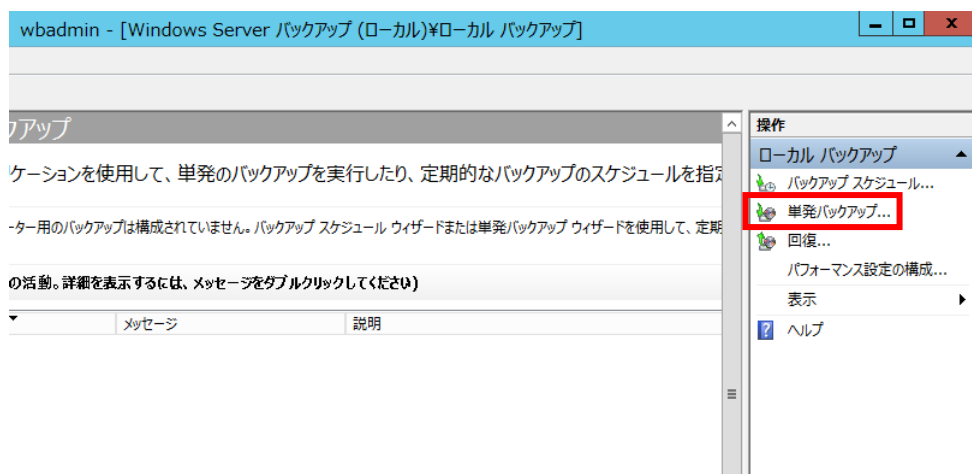 wbadmin - [Windows Server バックアップ (ローカル)¥ローカル バックアップ]
クアップ
ケーションを使用して、単発のバックアップを実行したり、定期的なバックアップのスケジュールを指定
ーター用のバックアップは構成されていません。バックアップ スケジュール ウィザードまたは単発バックアップ ウィザードを使用して、定期
の活動。詳細を表示するには、メッセージをダブルクリックしてください)
メッセージ 説明
操作
ローカル バックアップ
バックアップ スケジュール...
単発バックアップ...
回復...
パフォーマンス設定の構成...
表示
ヘルプ